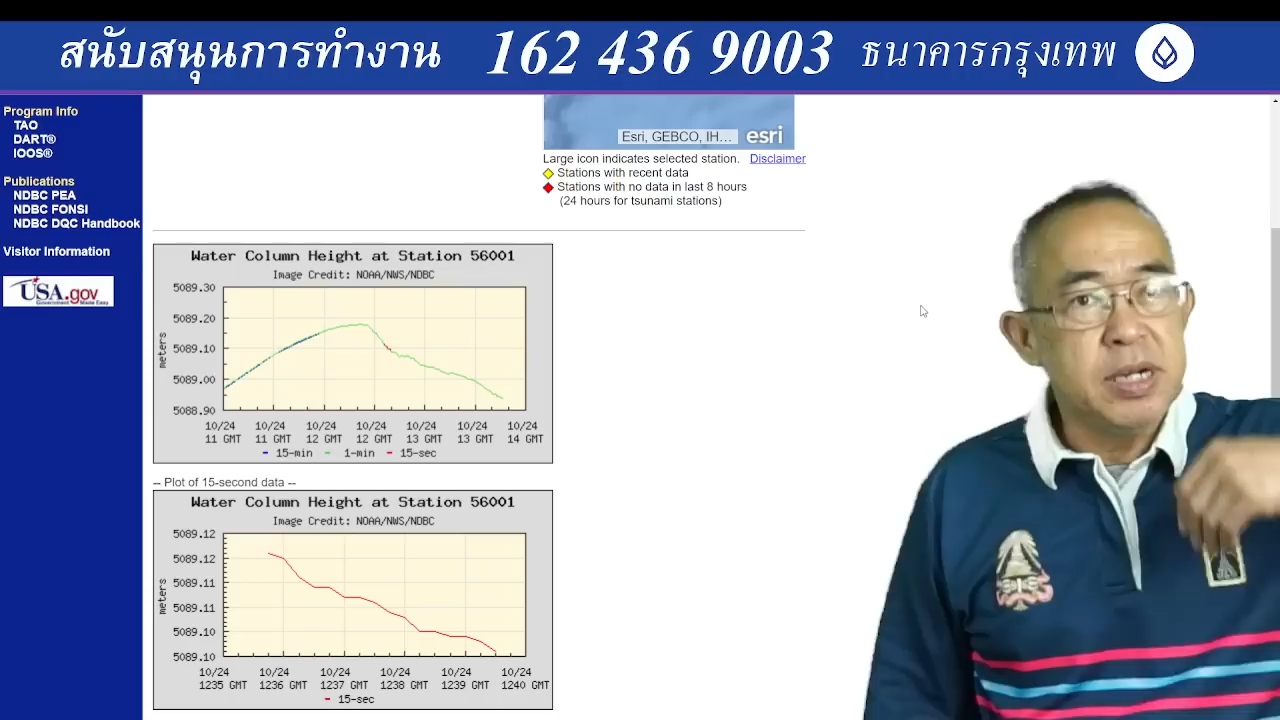 สนับสนุนการทำงาน 162 436 9003 ธนาคารกรุงเทพ
Program Info
TAO
DART®
IOOS®
Publications
NDBC PEA
NDBC FONSI
NDBC DQC Handbook
Visitor Information
USA.gov
Government Made Easy
Esri, GEBCO, IH... esri
Large icon indicates selected station. Disclaimer
Stations with recent data
Stations with no data in last 8 hours
(24 hours for tsunami stations)
Water Column Height at Station 56001
Image Credit: NOAA/NWS/NDBC
meters
5089.30
5089.20
5089.10
5089.00
5088.90
10/24 10/24 10/24 10/24 10/24 10/24 10/24
11 GMT 11 GMT 12 GMT 12 GMT 13 GMT 13 GMT 14 GMT
15-min 1-min 15-sec
-- Plot of 15-second data --
Water Column Height at Station 56001
Image Credit: NOAA/NWS/NDBC
meters
5089.12
5089.12
5089.11
5089.11
5089.10
5089.10
10/24 10/24 10/24 10/24 10/24 10/24
1235 GMT 1236 GMT 1237 GMT 1238 GMT 1239 GMT 1240 GMT
15-sec